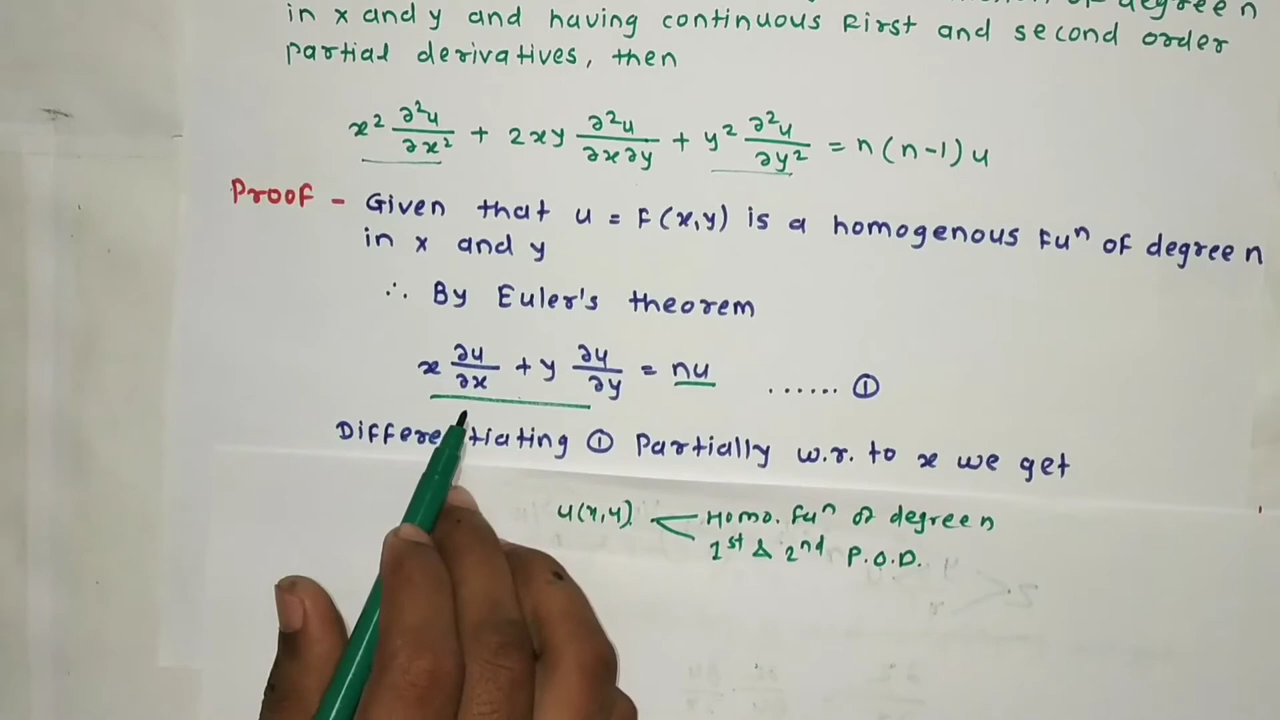 of degree n
in x and y and having continuous first and second order
partial derivatives, then
x² ∂²u/∂x² + 2xy ∂²u/∂x∂y + y² ∂²u/∂y² = n(n-1)u
Proof - Given that u = f(x,y) is a homogenous fuⁿ of degree n
in x and y
∴ By Euler's theorem
x ∂u/∂x + y ∂u/∂y = nu ...... ①
Differentiating ① Partially w.r. to x we get
u(x,y) < Homo. fuⁿ of degree n
1st & 2nd P.O.D.